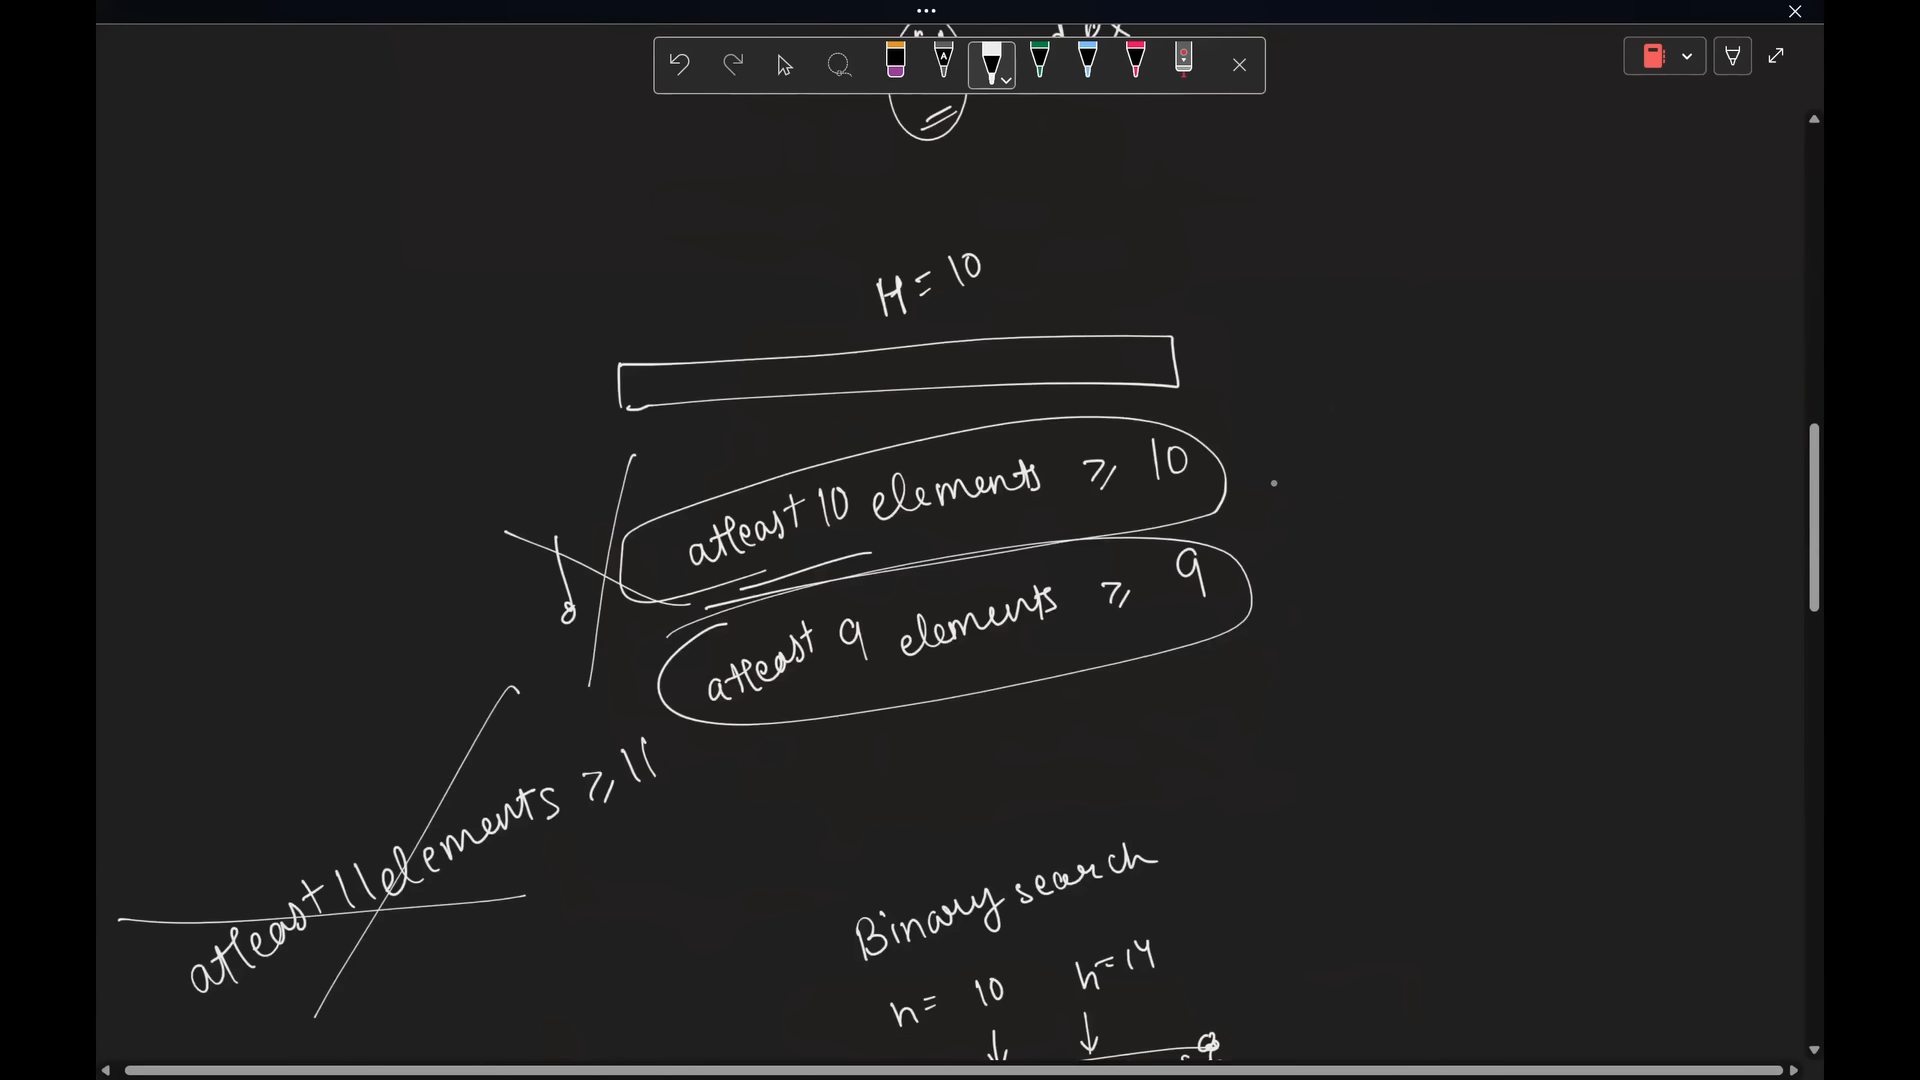 H = 10
atleast 10 elements ⩾ 10
atleast 9 elements ⩾ 9
atleast 11 elements ⩾ 11
Binary search
h = 10 h = 14